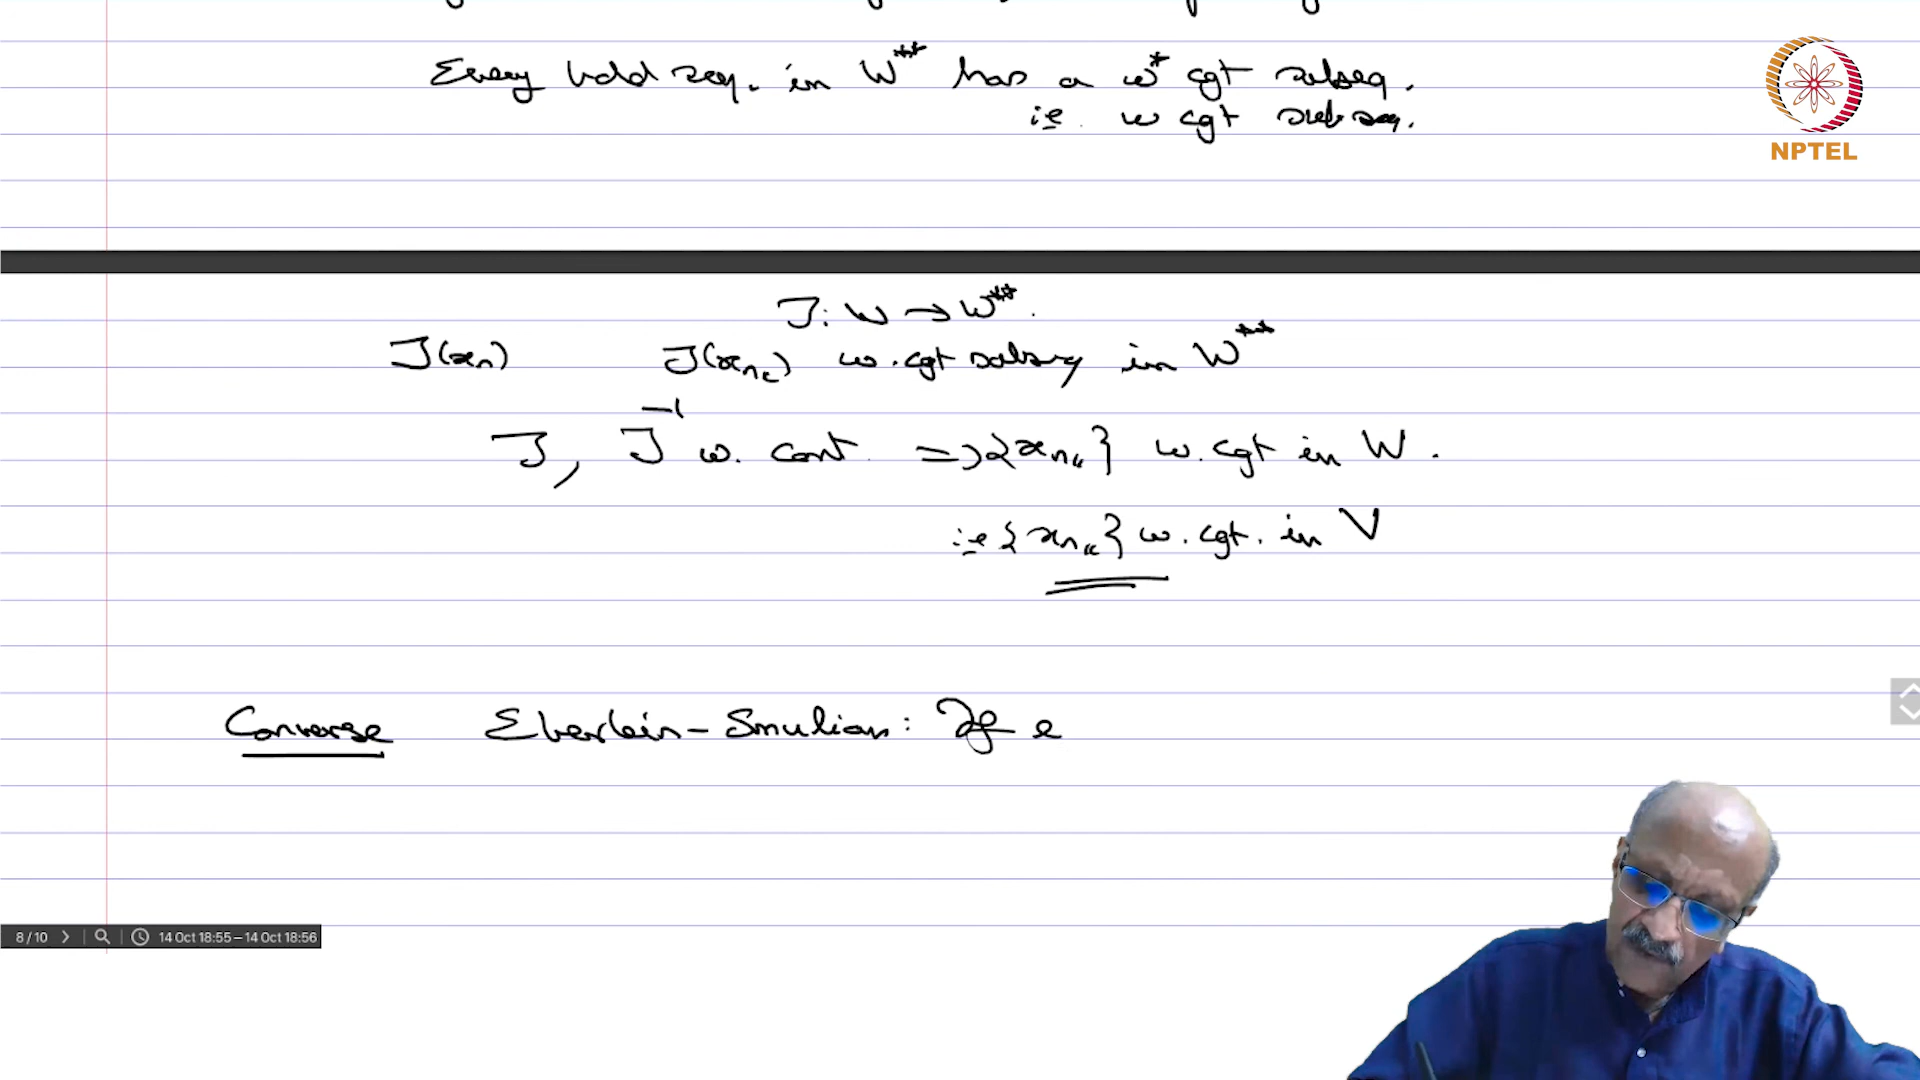 Every bdd seq. in W** has a w* cgt subseq.
i.e. w cgt subseq.
NPTEL
J: W → W**.
J(xn) J(xnk) w. cgt subseq in W**
J, J⁻¹ w. cont. ⇒ {xnk} w. cgt in W.
i.e {xnk} w. cgt. in V
Converse Eberlein-Smulian: If e
8/10 14 Oct 18:55 – 14 Oct 18:56